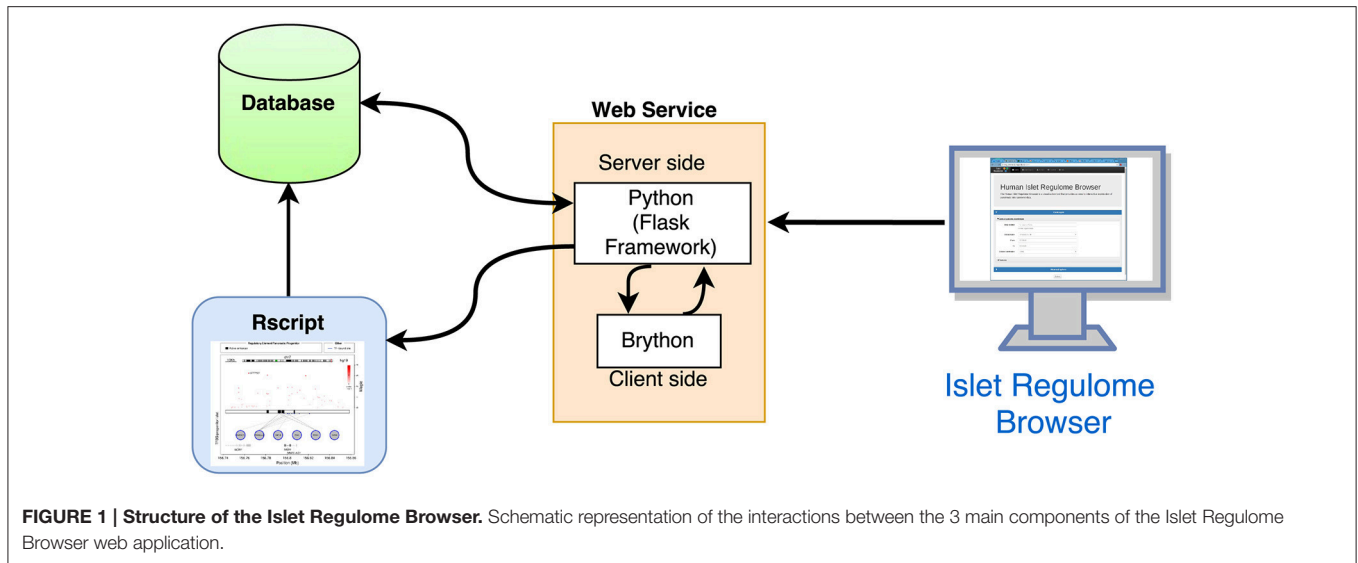 Database
Web Service
Server side
Python
(Flask
Framework)
Brython
Client side
Rscript
Position (Mb)
Human Islet Regulome Browser
Islet Regulome
Browser
FIGURE 1 | Structure of the Islet Regulome Browser. Schematic representation of the interactions between the 3 main components of the Islet Regulome
Browser web application.